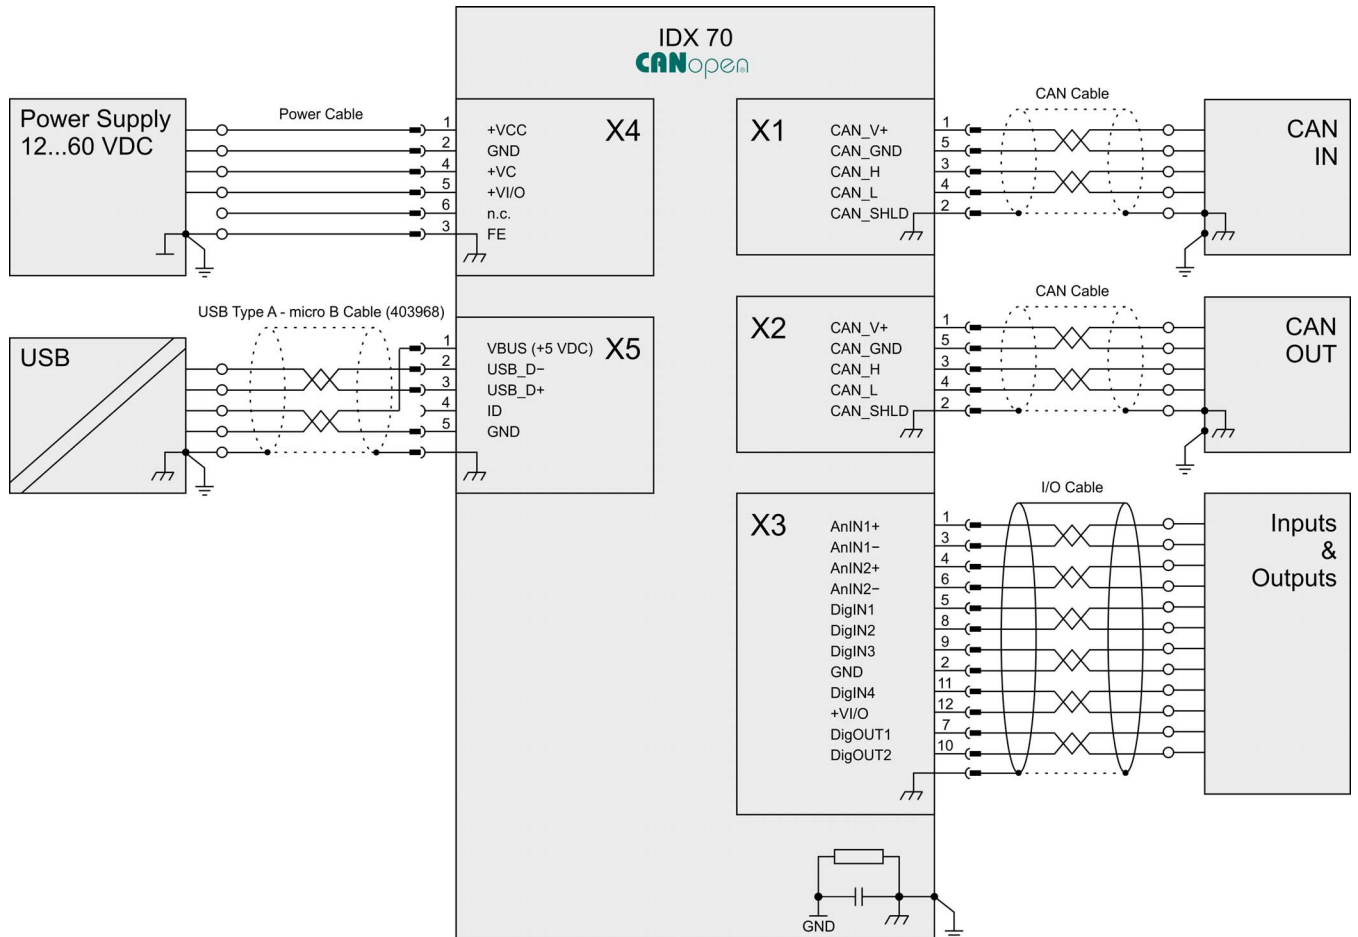 IDX 70
CANopen®
Power Supply
12...60 VDC
Power Cable
X4
1 +VCC
2 GND
4 +VC
5 +VI/O
6 n.c.
3 FE
USB Type A - micro B Cable (403968)
USB
X5
1 VBUS (+5 VDC)
2 USB_D−
3 USB_D+
4 ID
5 GND
CAN Cable
X1
CAN_V+ 1
CAN_GND 5
CAN_H 3
CAN_L 4
CAN_SHLD 2
CAN
IN
CAN Cable
X2
CAN_V+ 1
CAN_GND 5
CAN_H 3
CAN_L 4
CAN_SHLD 2
CAN
OUT
I/O Cable
X3
AnIN1+ 1
AnIN1− 3
AnIN2+ 4
AnIN2− 6
DigIN1 5
DigIN2 8
DigIN3 9
GND 2
DigIN4 11
+VI/O 12
DigOUT1 7
DigOUT2 10
Inputs
&
Outputs
GND